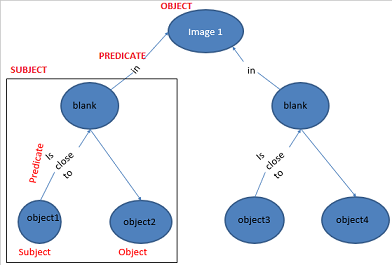 OBJECT
Image 1
PREDICATE
in
in
SUBJECT
blank
blank
Predicate
Is close to
Is close to
object1
object2
object3
object4
Subject
Object